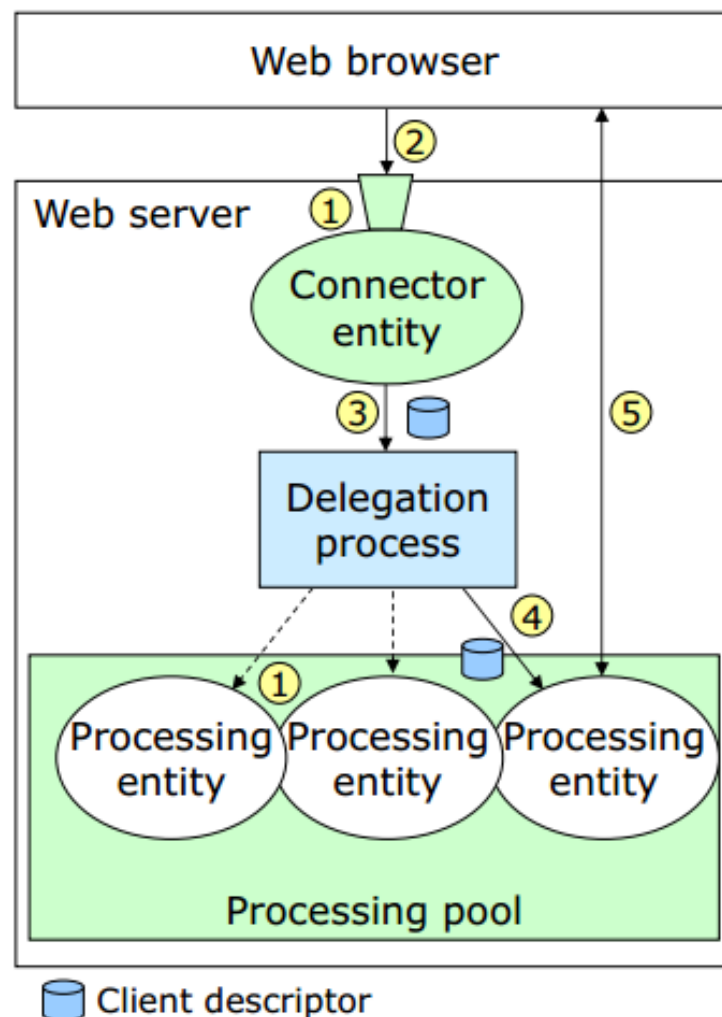 Web browser
2
Web server
1
Connector
entity
3
5
Delegation
process
4
1
Processing
entity
Processing
entity
Processing
entity
Processing pool
Client descriptor